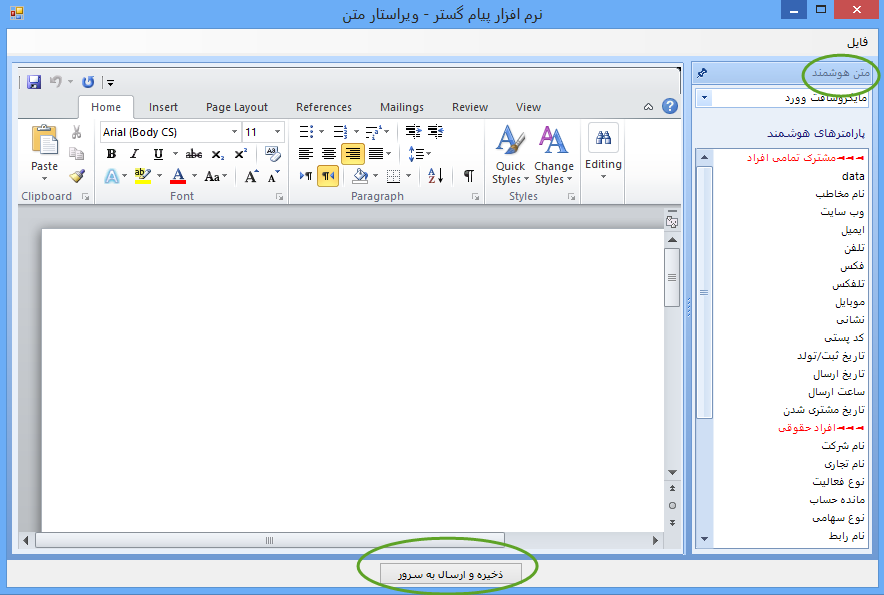 نرم افزار پیام گستر - ویراستار متن
فایل
Home Insert Page Layout References Mailings Review View
Arial (Body CS) 11
Paste
Quick Styles
Change Styles
Editing
Clipboard Font Paragraph Styles
متن هوشمند
مایکروسافت وورد
پارامترهای هوشمند
◄◄◄مشترک تمامی افراد
data
نام مخاطب
وب سایت
ایمیل
تلفن
فکس
تلفکس
موبایل
نشانی
کد پستی
تاریخ ثبت/تولد
تاریخ ارسال
ساعت ارسال
تاریخ مشتری شدن
◄◄◄افراد حقوقی
نام شرکت
نام تجاری
نوع فعالیت
مانده حساب
نوع سهامی
نام رابط
ذخیره و ارسال به سرور